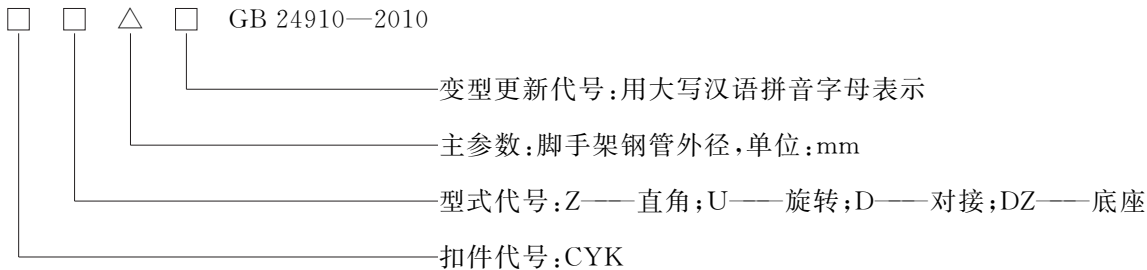 □ □ △ □ GB 24910—2010
变型更新代号:用大写汉语拼音字母表示
主参数:脚手架钢管外径,单位:mm
型式代号:Z——直角;U——旋转;D——对接;DZ——底座
扣件代号:CYK